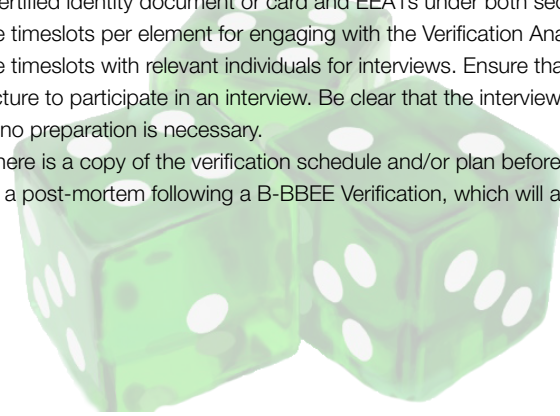 ertified identity document or card and EEATs under both sec
e timeslots per element for engaging with the Verification Ana
e timeslots with relevant individuals for interviews. Ensure tha
cture to participate in an interview. Be clear that the interview
no preparation is necessary.
here is a copy of the verification schedule and/or plan before
a post-mortem following a B-BBEE Verification, which will a